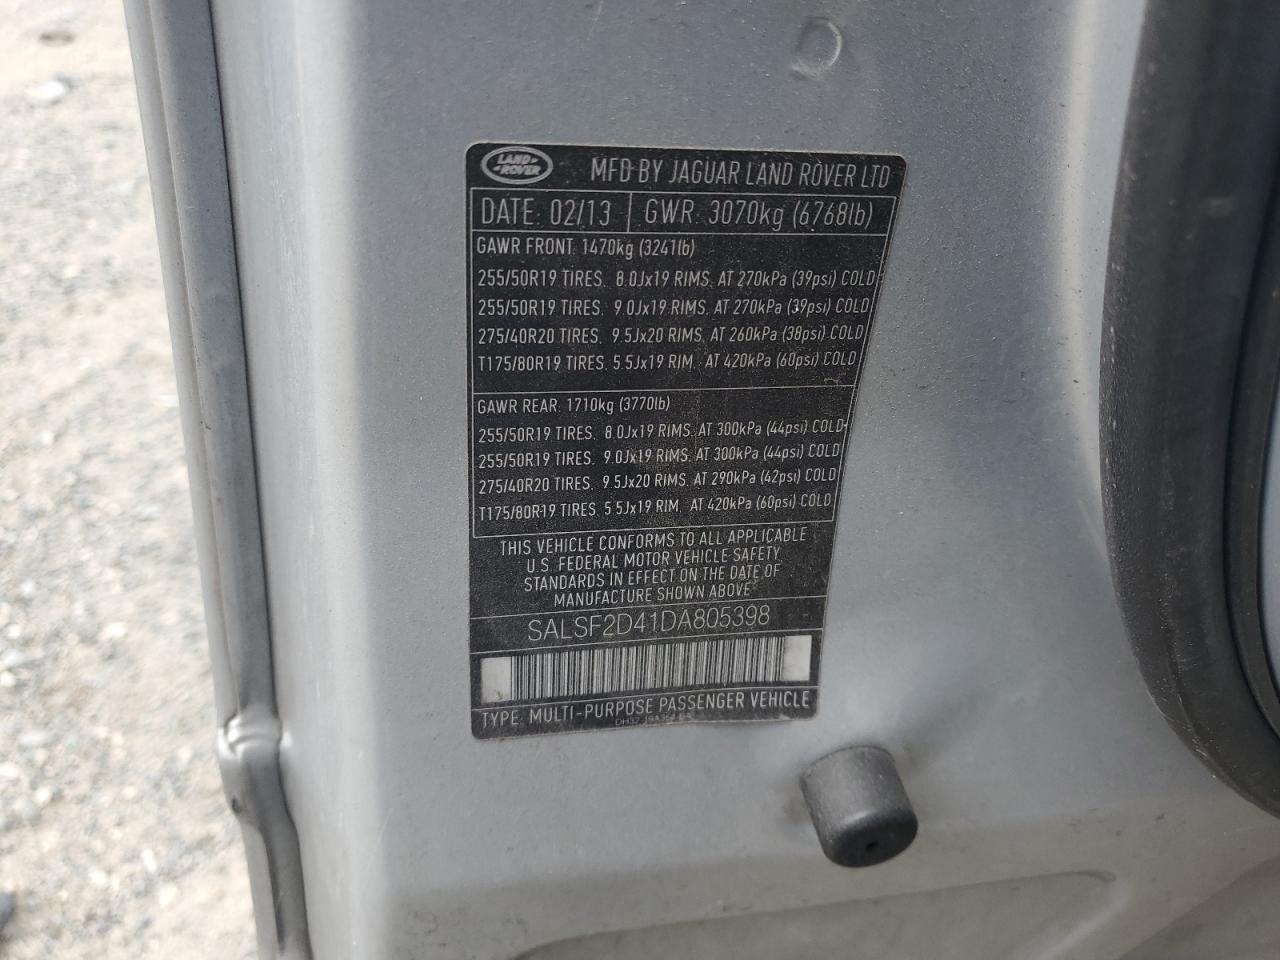 LAND ROVER
MFD BY JAGUAR LAND ROVER LTD
DATE: 02/13 GWR: 3070kg (6768lb)
GAWR FRONT: 1470kg (3241lb)
255/50R19 TIRES. 8.0Jx19 RIMS. AT 270kPa (39psi) COLD
255/50R19 TIRES. 9.0Jx19 RIMS. AT 270kPa (39psi) COLD
275/40R20 TIRES. 9.5Jx20 RIMS. AT 260kPa (38psi) COLD
T175/80R19 TIRES. 5.5Jx19 RIM. AT 420kPa (60psi) COLD
GAWR REAR: 1710kg (3770lb)
255/50R19 TIRES. 8.0Jx19 RIMS. AT 300kPa (44psi) COLD
255/50R19 TIRES. 9.0Jx19 RIMS. AT 300kPa (44psi) COLD
275/40R20 TIRES. 9.5Jx20 RIMS. AT 290kPa (42psi) COLD
T175/80R19 TIRES. 5.5Jx19 RIM. AT 420kPa (60psi) COLD
THIS VEHICLE CONFORMS TO ALL APPLICABLE
U.S. FEDERAL MOTOR VEHICLE SAFETY
STANDARDS IN EFFECT ON THE DATE OF
MANUFACTURE SHOWN ABOVE
SALSF2D41DA805398
TYPE: MULTI-PURPOSE PASSENGER VEHICLE